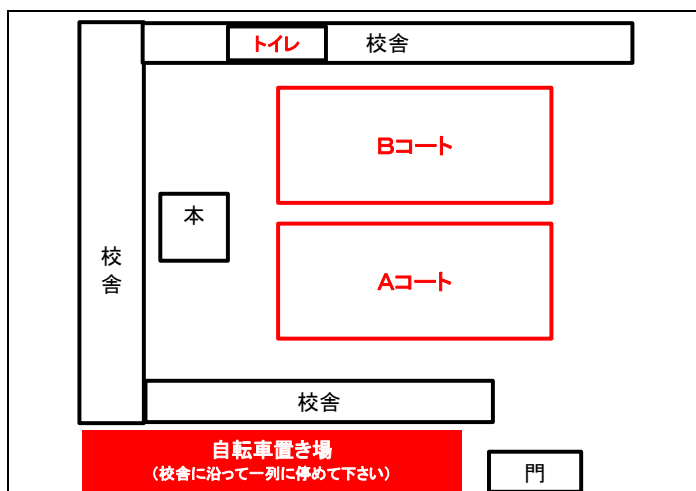 トイレ
校舎
Bコート
本
校
舎
Aコート
校舎
自転車置き場
（校舎に沿って一列に停めて下さい）
門